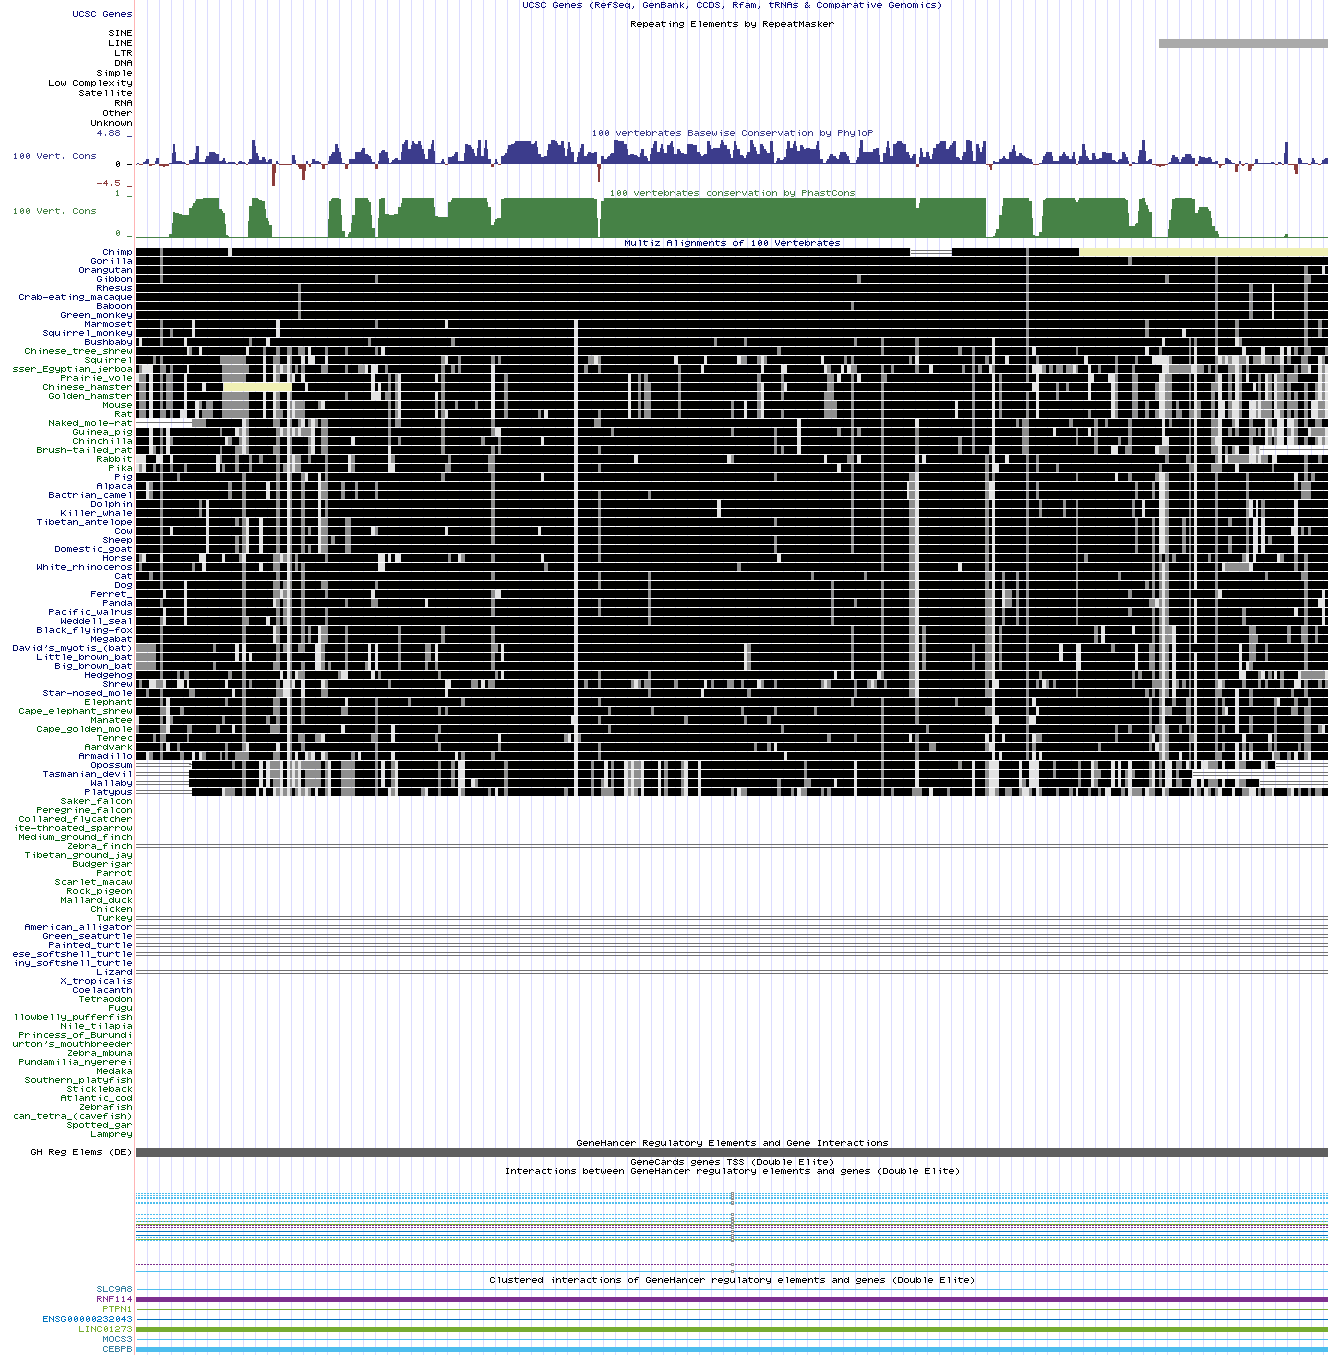 UCSC Genes (RefSeq, GenBank, CCDS, Rfam, tRNAs & Comparative Genomics)
UCSC Genes
Repeating Elements by RepeatMasker
SINE
LINE
LTR
DNA
Simple
Low Complexity
Satellite
RNA
Other
Unknown
100 vertebrates Basewise Conservation by PhyloP
4.88 _
100 Vert. Cons
0 -
-4.5 _
100 vertebrates conservation by PhastCons
1 _
100 Vert. Cons
0 _
Multiz Alignments of 100 Vertebrates
Chimp
Gorilla
Orangutan
Gibbon
Rhesus
Crab-eating_macaque
Baboon
Green_monkey
Marmoset
Squirrel_monkey
Bushbaby
Chinese_tree_shrew
Squirrel
sser_Egyptian_jerboa
Prairie_vole
Chinese_hamster
Golden_hamster
Mouse
Rat
Naked_mole-rat
Guinea_pig
Chinchilla
Brush-tailed_rat
Rabbit
Pika
Pig
Alpaca
Bactrian_camel
Dolphin
Killer_whale
Tibetan_antelope
Cow
Sheep
Domestic_goat
Horse
White_rhinoceros
Cat
Dog
Ferret_
Panda
Pacific_walrus
Weddell_seal
Black_flying-fox
Megabat
David's_myotis_(bat)
Little_brown_bat
Big_brown_bat
Hedgehog
Shrew
Star-nosed_mole
Elephant
Cape_elephant_shrew
Manatee
Cape_golden_mole
Tenrec
Aardvark
Armadillo
Opossum
Tasmanian_devil
Wallaby
Platypus
Saker_falcon
Peregrine_falcon
Collared_flycatcher
ite-throated_sparrow
Medium_ground_finch
Zebra_finch
Tibetan_ground_jay
Budgerigar
Parrot
Scarlet_macaw
Rock_pigeon
Mallard_duck
Chicken
Turkey
American_alligator
Green_seaturtle
Painted_turtle
ese_softshell_turtle
iny_softshell_turtle
Lizard
X_tropicalis
Coelacanth
Tetraodon
Fugu
llowbelly_pufferfish
Nile_tilapia
Princess_of_Burundi
urton's_mouthbreeder
Zebra_mbuna
Pundamilia_nyererei
Medaka
Southern_platyfish
Stickleback
Atlantic_cod
Zebrafish
can_tetra_(cavefish)
Spotted_gar
Lamprey
GeneHancer Regulatory Elements and Gene Interactions
GH Reg Elems (DE)
GeneCards genes TSS (Double Elite)
Interactions between GeneHancer regulatory elements and genes (Double Elite)
Clustered interactions of GeneHancer regulatory elements and genes (Double Elite)
SLC9A8
RNF114
PTPN1
ENSG00000232043
LINC01273
MOCS3
CEBPB